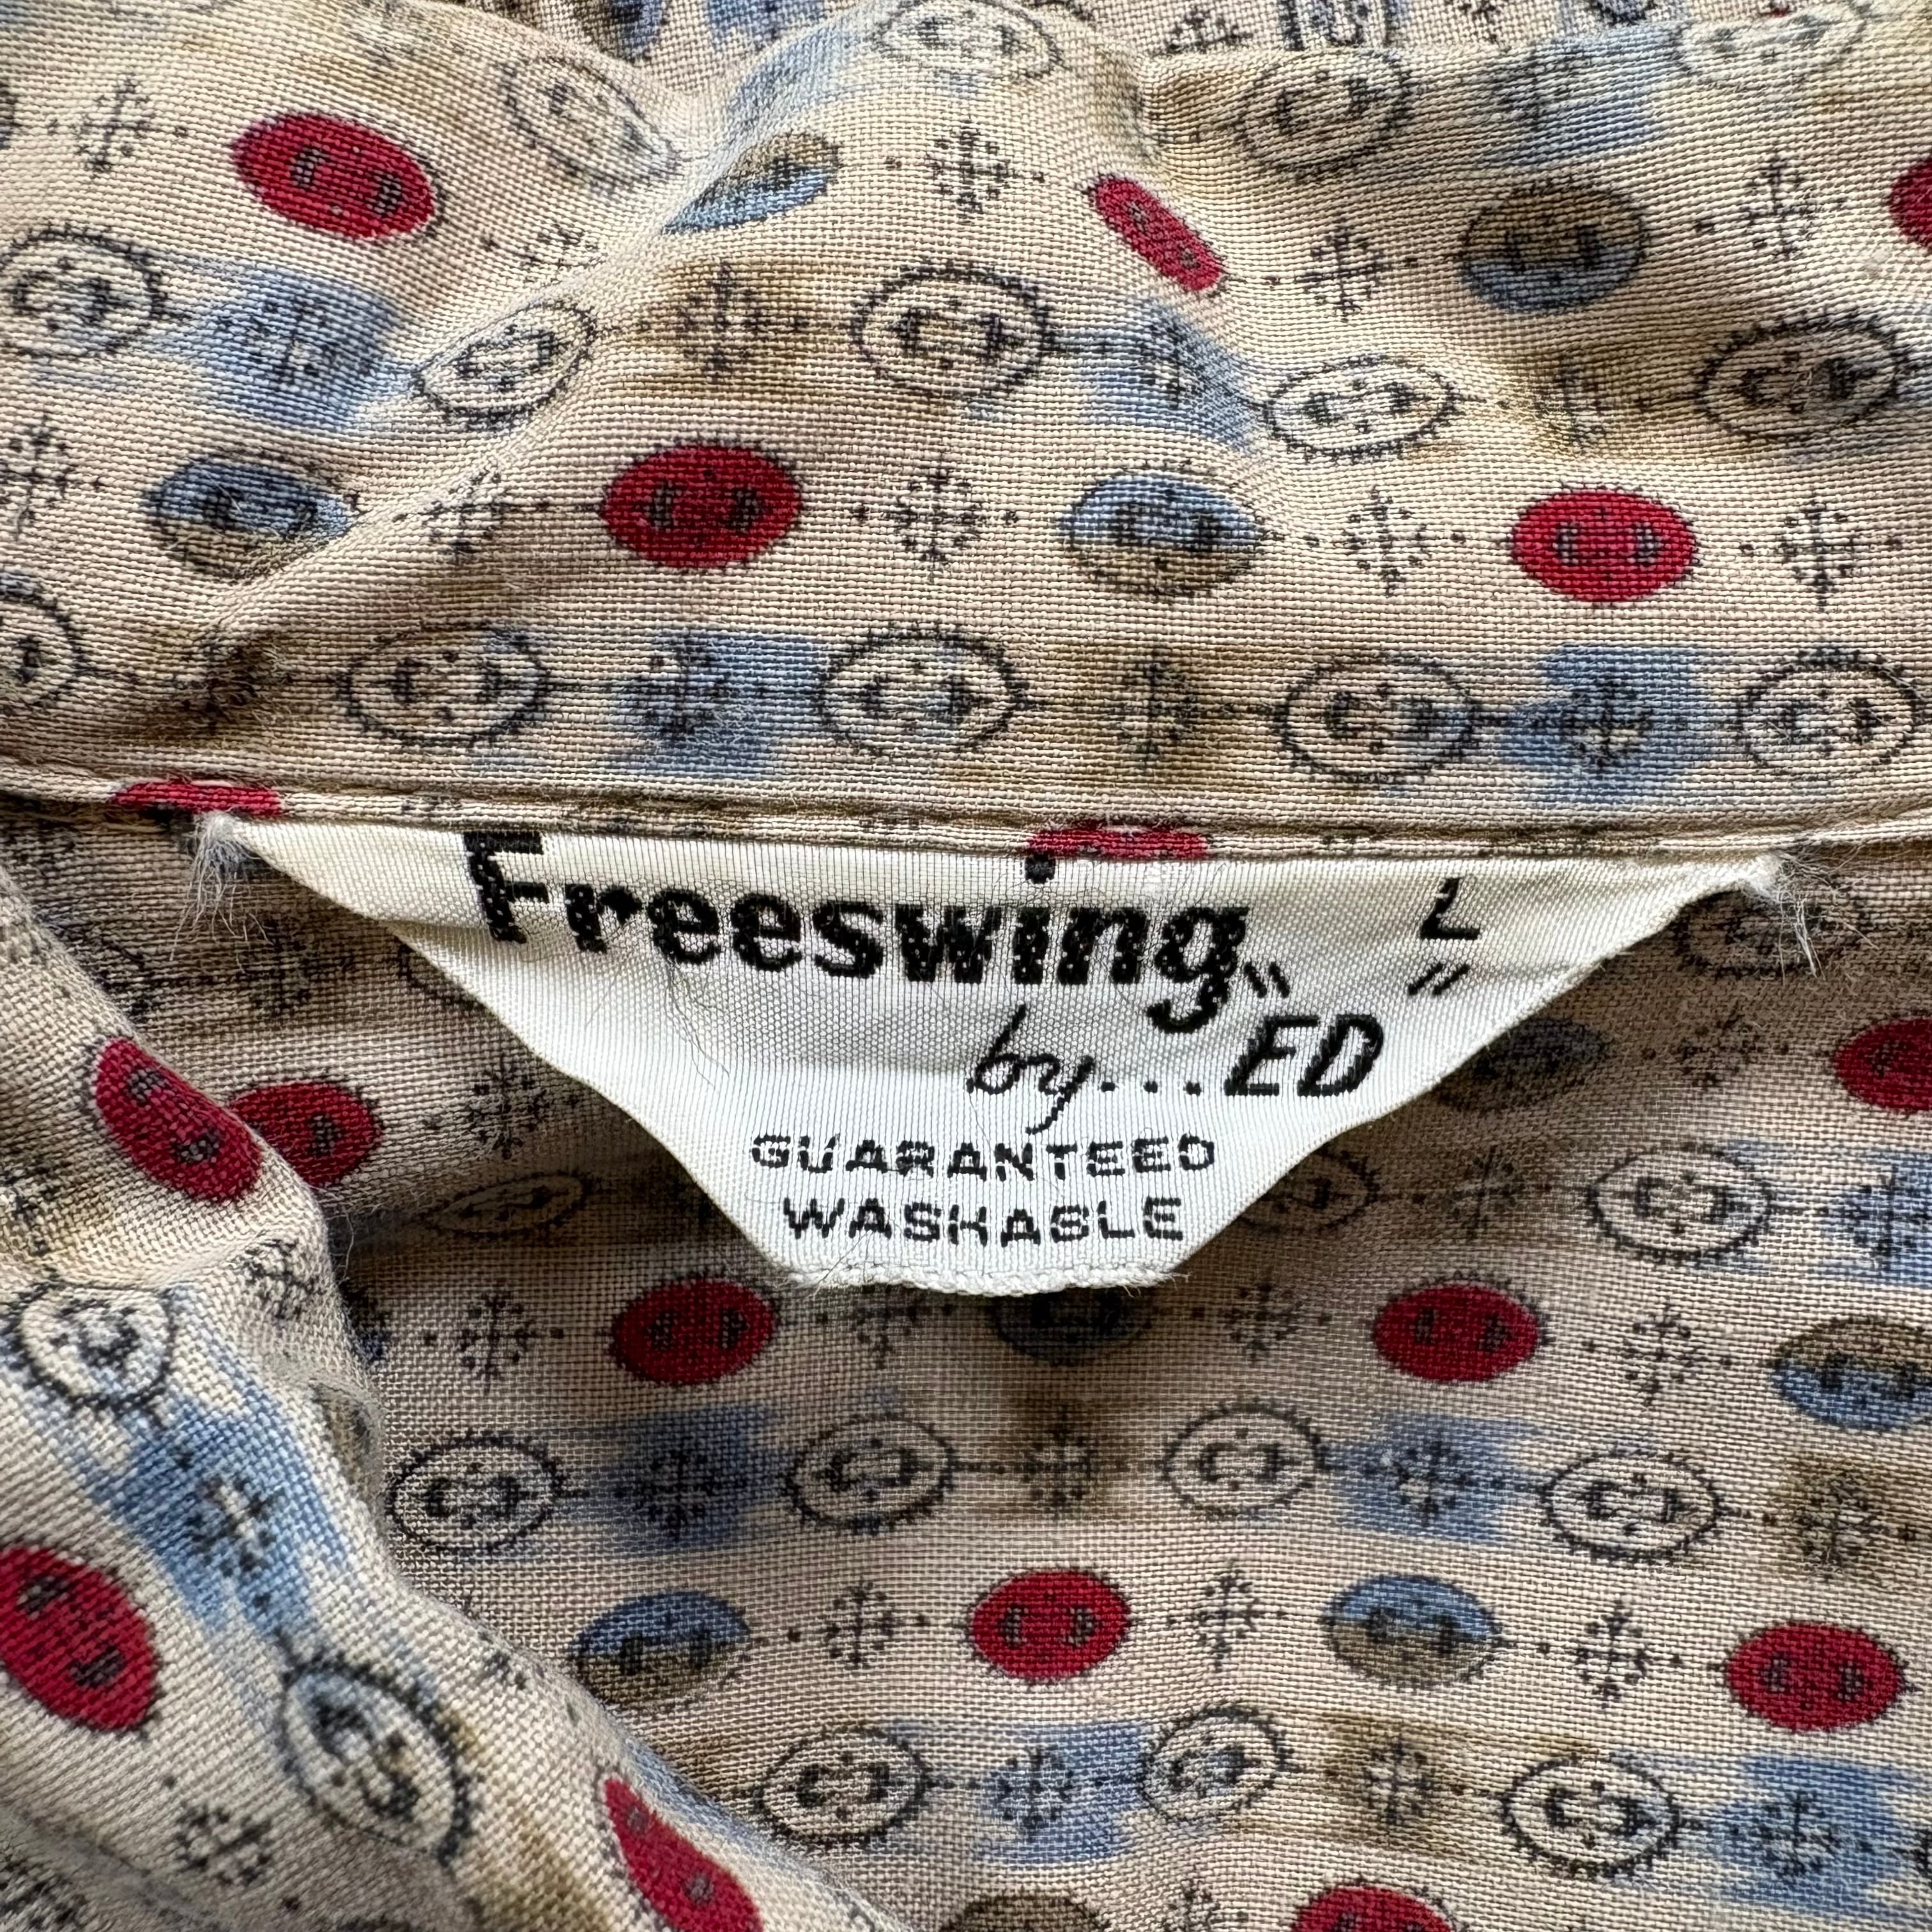 Freeswing L
by...."ED"
GUARANTEED
WASHABLE